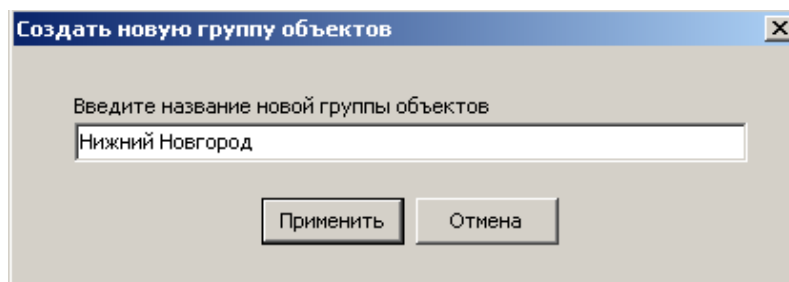 Создать новую группу объектов
Введите название новой группы объектов
Нижний Новгород
Применить Отмена